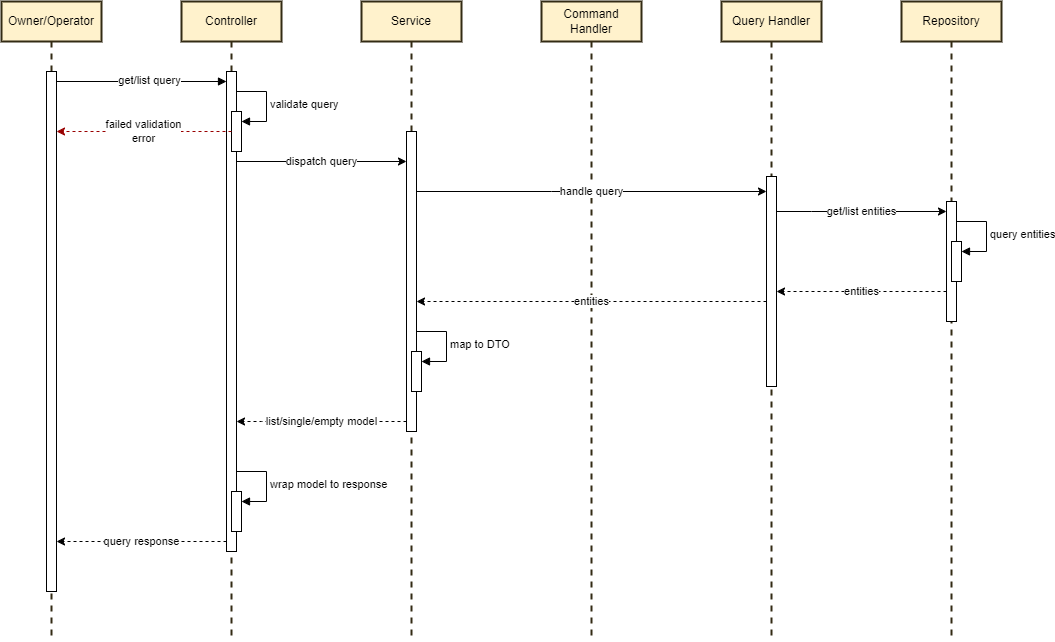 Owner/Operator
Controller
Service
Command
Handler
Query Handler
Repository
get/list query
validate query
failed validation
error
dispatch query
handle query
get/list entities
query entities
entities
entities
map to DTO
list/single/empty model
wrap model to response
query response